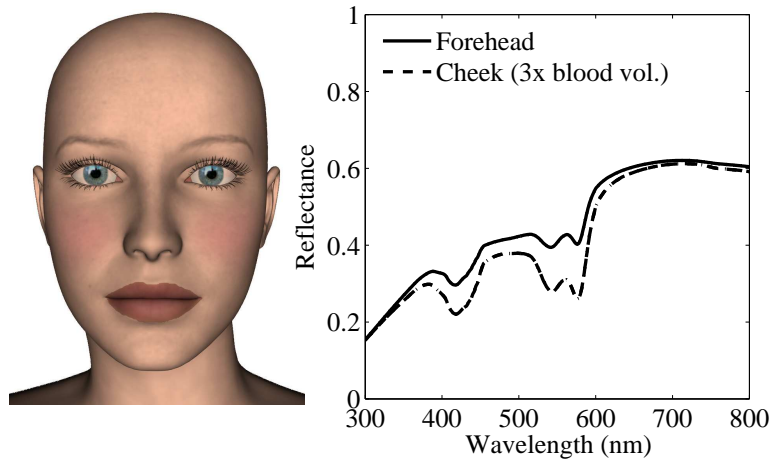 Forehead
Cheek (3x blood vol.)
Reflectance
1
0.8
0.6
0.4
0.2
0
300 400 500 600 700 800
Wavelength (nm)